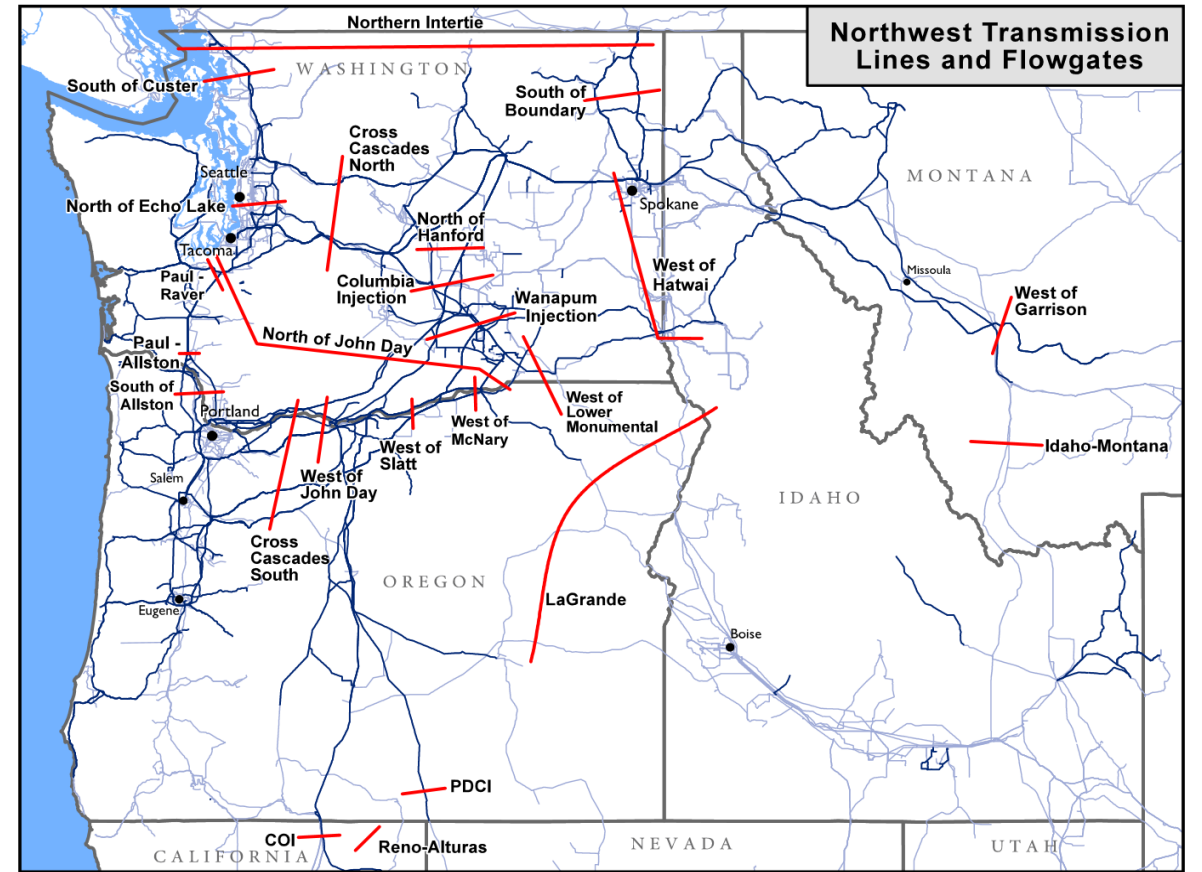 Northwest Transmission
Lines and Flowgates
Northern Intertie
WASHINGTON
South of Custer
South of
Boundary
Cross
Cascades
North
MONTANA
Seattle
Spokane
North of Echo Lake
North of
Hanford
Tacoma
Paul -
Raver
Columbia
Injection
West of
Hatwai
Missoula
West of
Garrison
Wanapum
Injection
North of John Day
Paul -
Allston
South of
Allston
Portland
West of
Lower
Monumental
West of
McNary
West of
Slatt
Idaho-Montana
Salem
West of
John Day
IDAHO
Cross
Cascades
South
OREGON
LaGrande
Eugene
Boise
PDCI
COI
Reno-Alturas
CALIFORNIA
NEVADA
UTAH